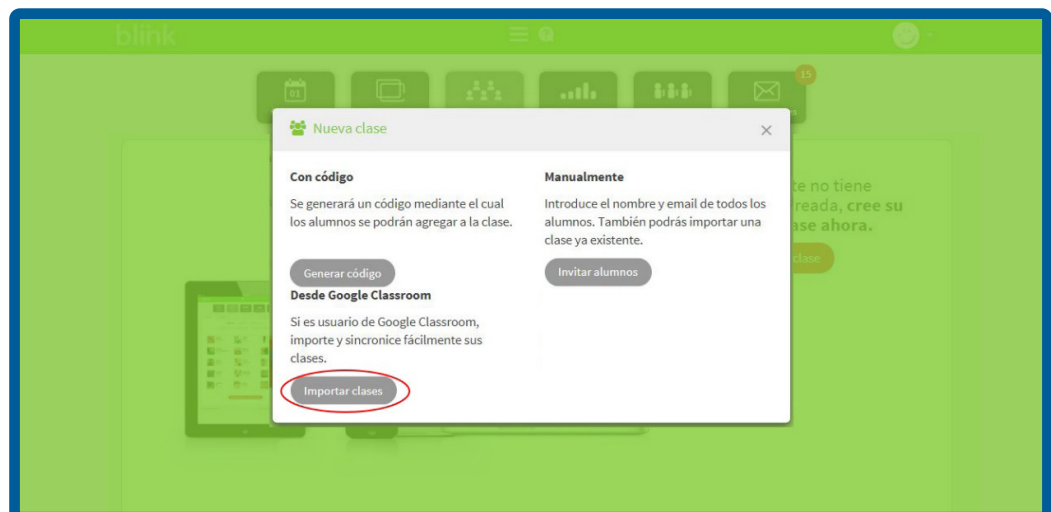 blink
01
15
Nueva clase
Con código
Se generará un código mediante el cual
los alumnos se podrán agregar a la clase.
Generar código
Manualmente
Introduce el nombre y email de todos los
alumnos. También podrás importar una
clase ya existente.
Invitar alumnos
Desde Google Classroom
Si es usuario de Google Classroom,
importe y sincronice fácilmente sus
clases.
Importar clases
no tiene
cree su
ahora.
clase